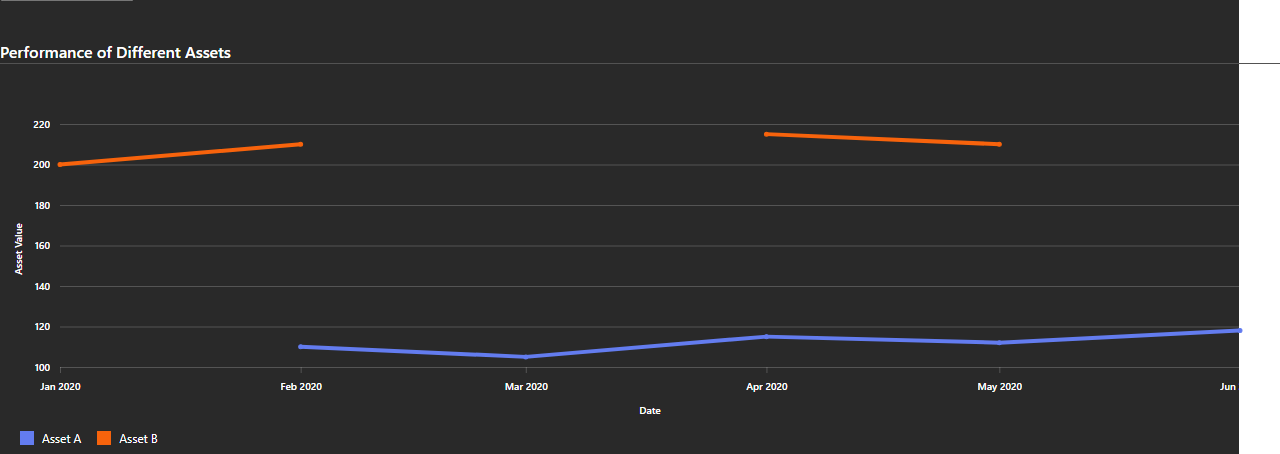 Performance of Different Assets
220
200
180
160
140
120
100
Asset Value
Jan 2020 Feb 2020 Mar 2020 Apr 2020 May 2020 Jun
Date
Asset A Asset B